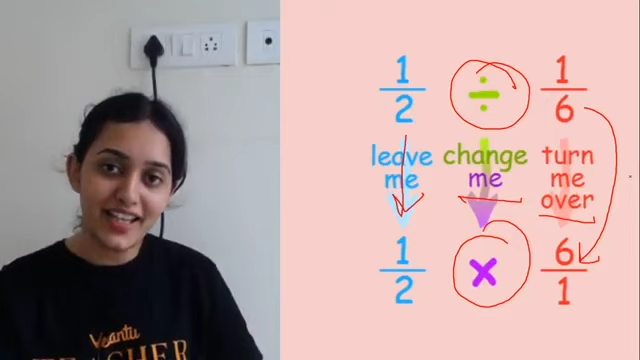 1 ÷ 1
2 6
leave change turn
me me me
over
1 × 6
2 1
Vedantu
TEACHER